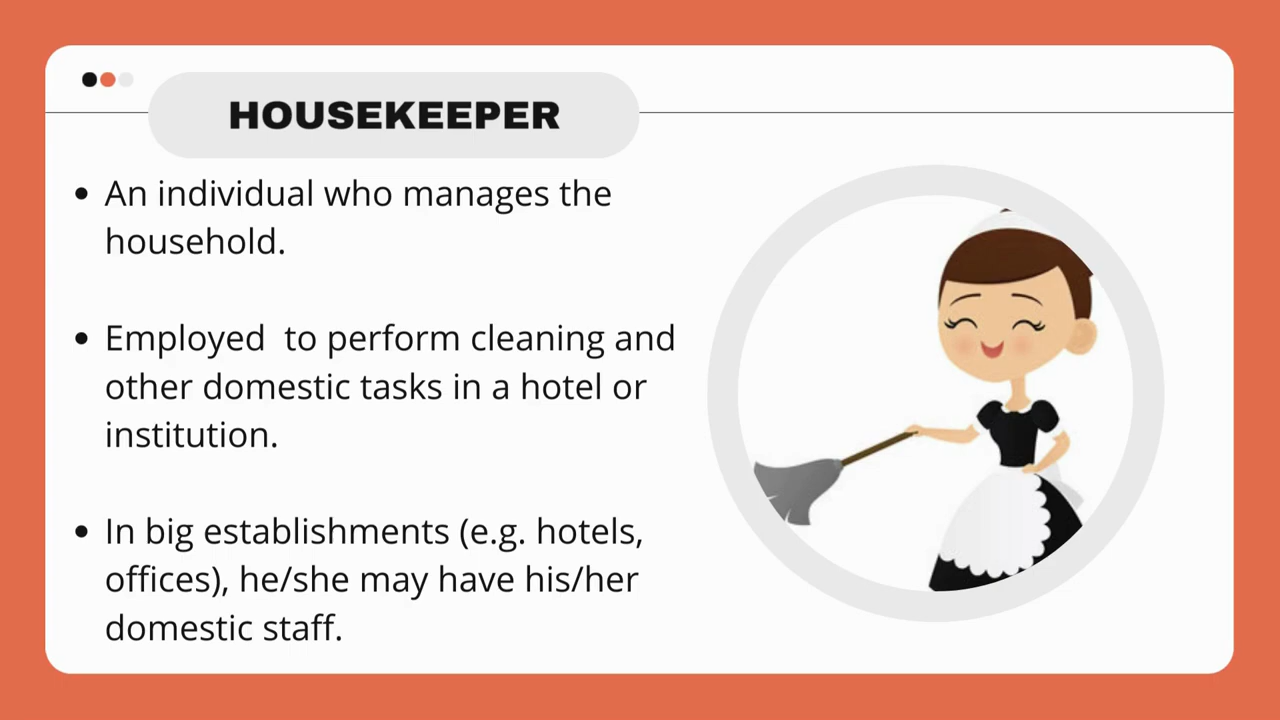 HOUSEKEEPER
• An individual who manages the
household.
• Employed  to perform cleaning and
other domestic tasks in a hotel or
institution.
• In big establishments (e.g. hotels,
offices), he/she may have his/her
domestic staff.